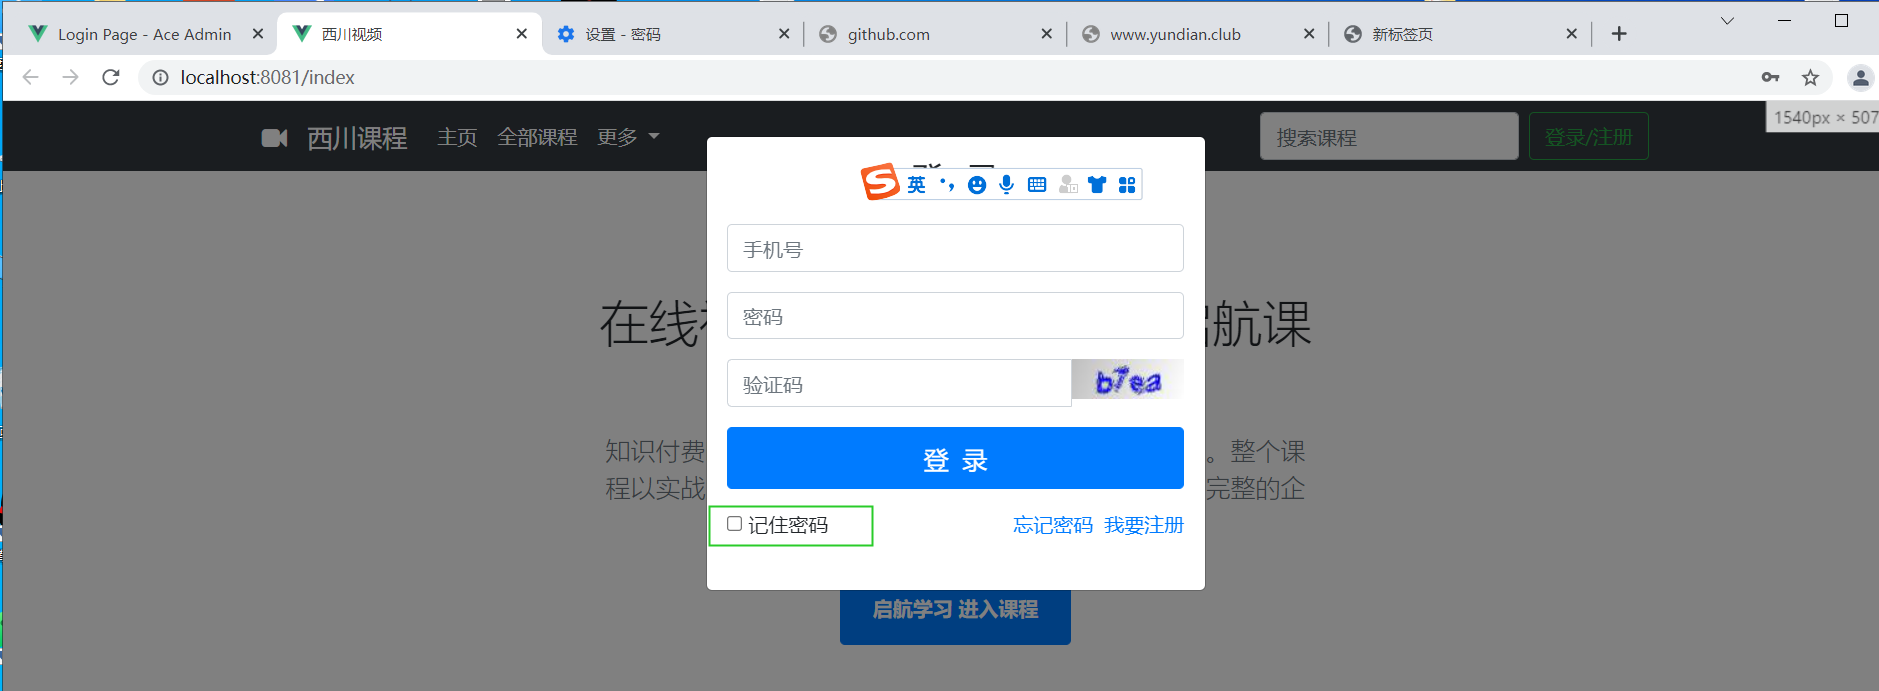 Login Page - Ace Admin
西川视频
设置 - 密码
github.com
www.yundian.club
新标签页
localhost:8081/index
西川课程 主页 全部课程 更多
搜索课程
登录/注册
1540px × 507
英
手机号
在线
航课
密码
验证码
b7ea
登 录
知识付费
。整个课
程以实战
完整的企
记住密码
忘记密码 我要注册
启航学习 进入课程